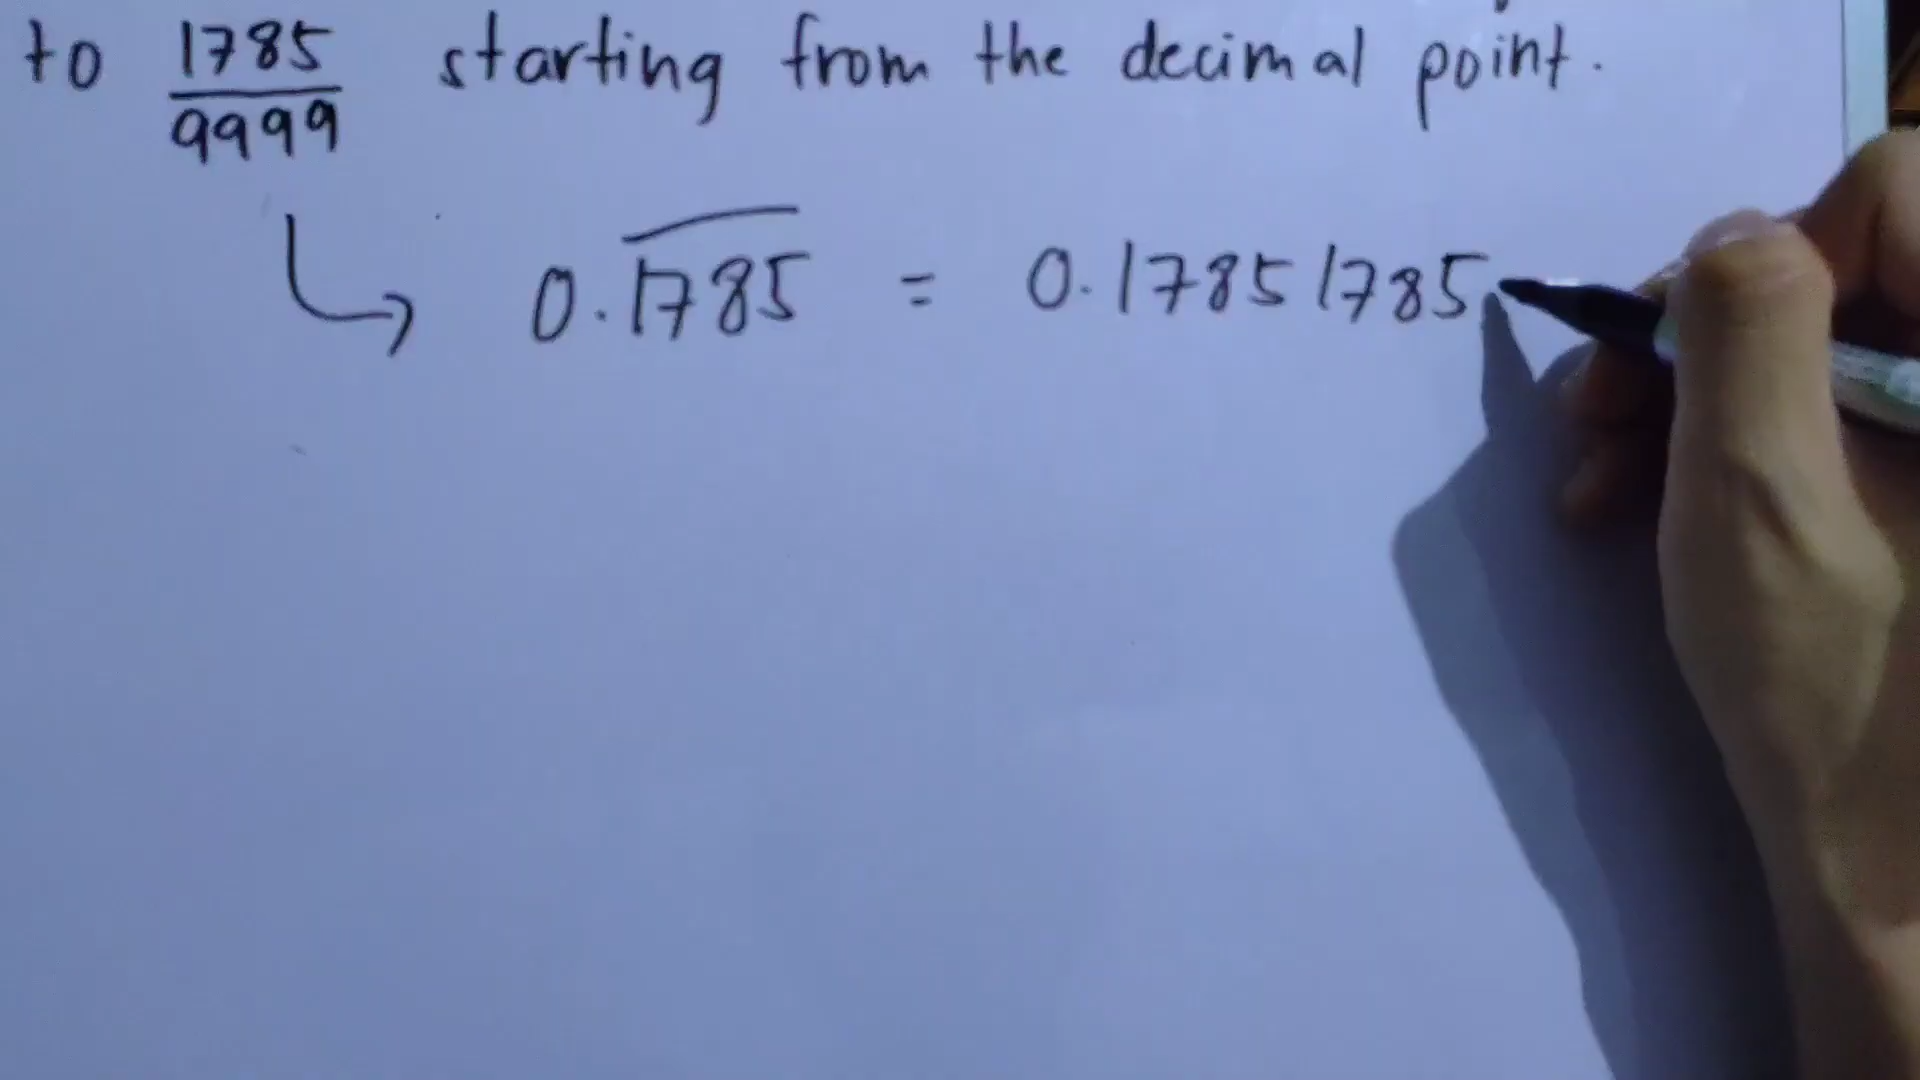 to 1785/9999 starting from the decimal point.
0.1785̅ = 0.17851785